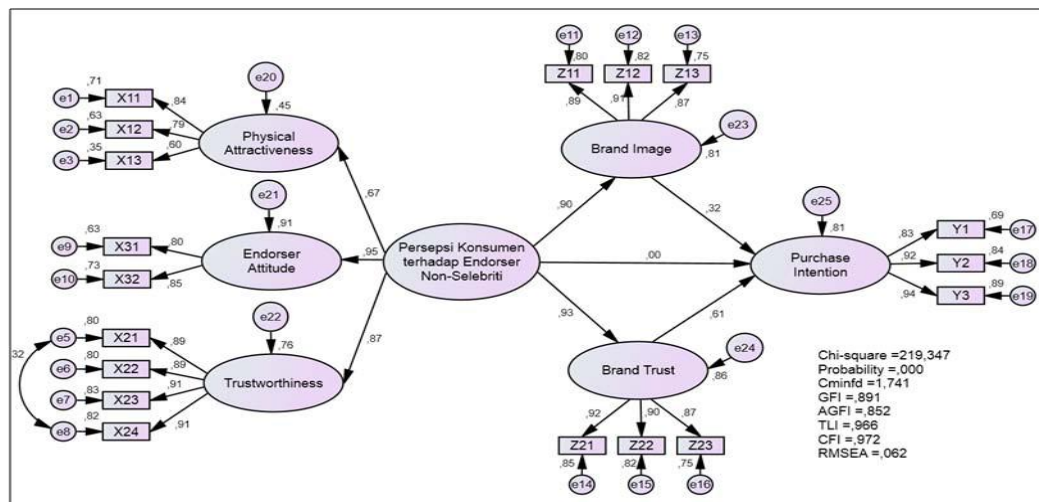 e20
,45
Physical
Attractiveness
,71
e1
X11
,84
,63
e2
X12
,79
,35
e3
X13
,60
e21
,91
Endorser
Attitude
,63
e9
X31
,80
,73
e10
X32
,85
e22
,76
Trustworthiness
,80
e5
X21
,89
,80
e6
X22
,89
,83
e7
X23
,91
,82
e8
X24
,91
,32
,67
,95
,87
Persepsi Konsumen
terhadap Endorser
Non-Selebriti
,90
,00
,93
e11
e12
e13
,80
,82
,75
Z11
Z12
Z13
,89
,91
,87
e23
Brand Image
,81
,32
e25
,81
Purchase
Intention
,61
e24
Brand Trust
,86
,92
,90
,87
Z21
Z22
Z23
,85
,82
,75
e14
e15
e16
,69
,83
Y1
e17
,84
,92
Y2
e18
,89
,94
Y3
e19
Chi-square =219,347
Probability =,000
Cminfd =1,741
GFI =,891
AGFI =,852
TLI =,966
CFI =,972
RMSEA =,062